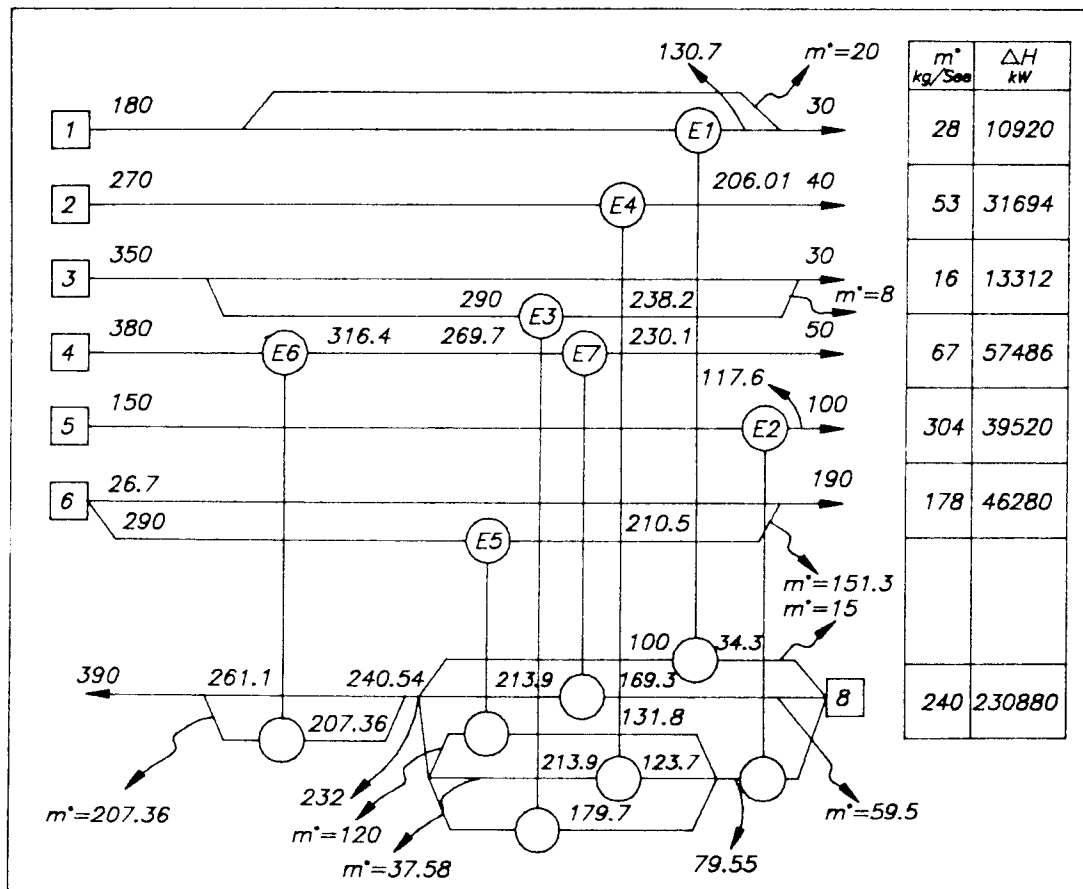 130.7 m°=20 m° ΔH
kg/See kW
180 30
1 E1 28 10920
270 206.01 40
2 E4 53 31694
350 30
3 16 13312
290 E3 238.2 m°=8
380 316.4 269.7 230.1 50
4 E6 E7 67 57486
117.6
150 100
5 E2 304 39520
26.7 190
6 178 46280
290 E5 210.5
m°=151.3
m°=15
100 34.3
390 261.1 240.54 213.9 169.3 8 240 230880
207.36 131.8
213.9 123.7
232
m°=207.36 m°=59.5
m°=120 179.7
m°=37.58 79.55